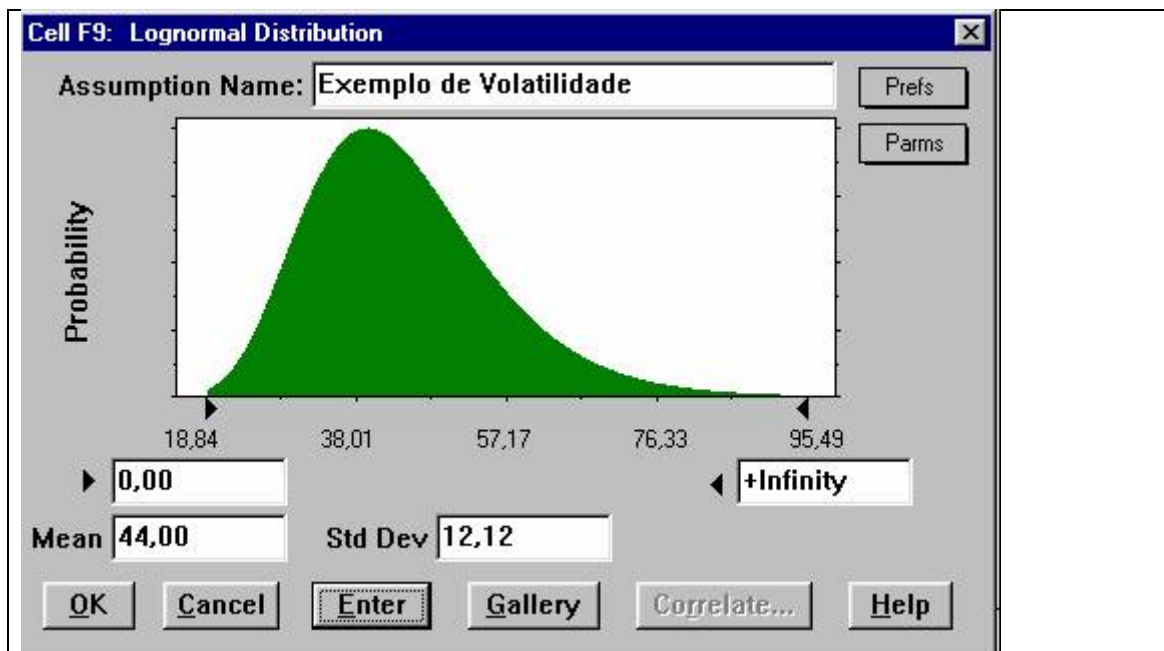 Cell F9: Lognormal Distribution
Assumption Name: Exemplo de Volatilidade
Prefs
Parms
Probability
18,84 38,01 57,17 76,33 95,49
0,00 +Infinity
Mean 44,00 Std Dev 12,12
OK Cancel Enter Gallery Correlate... Help